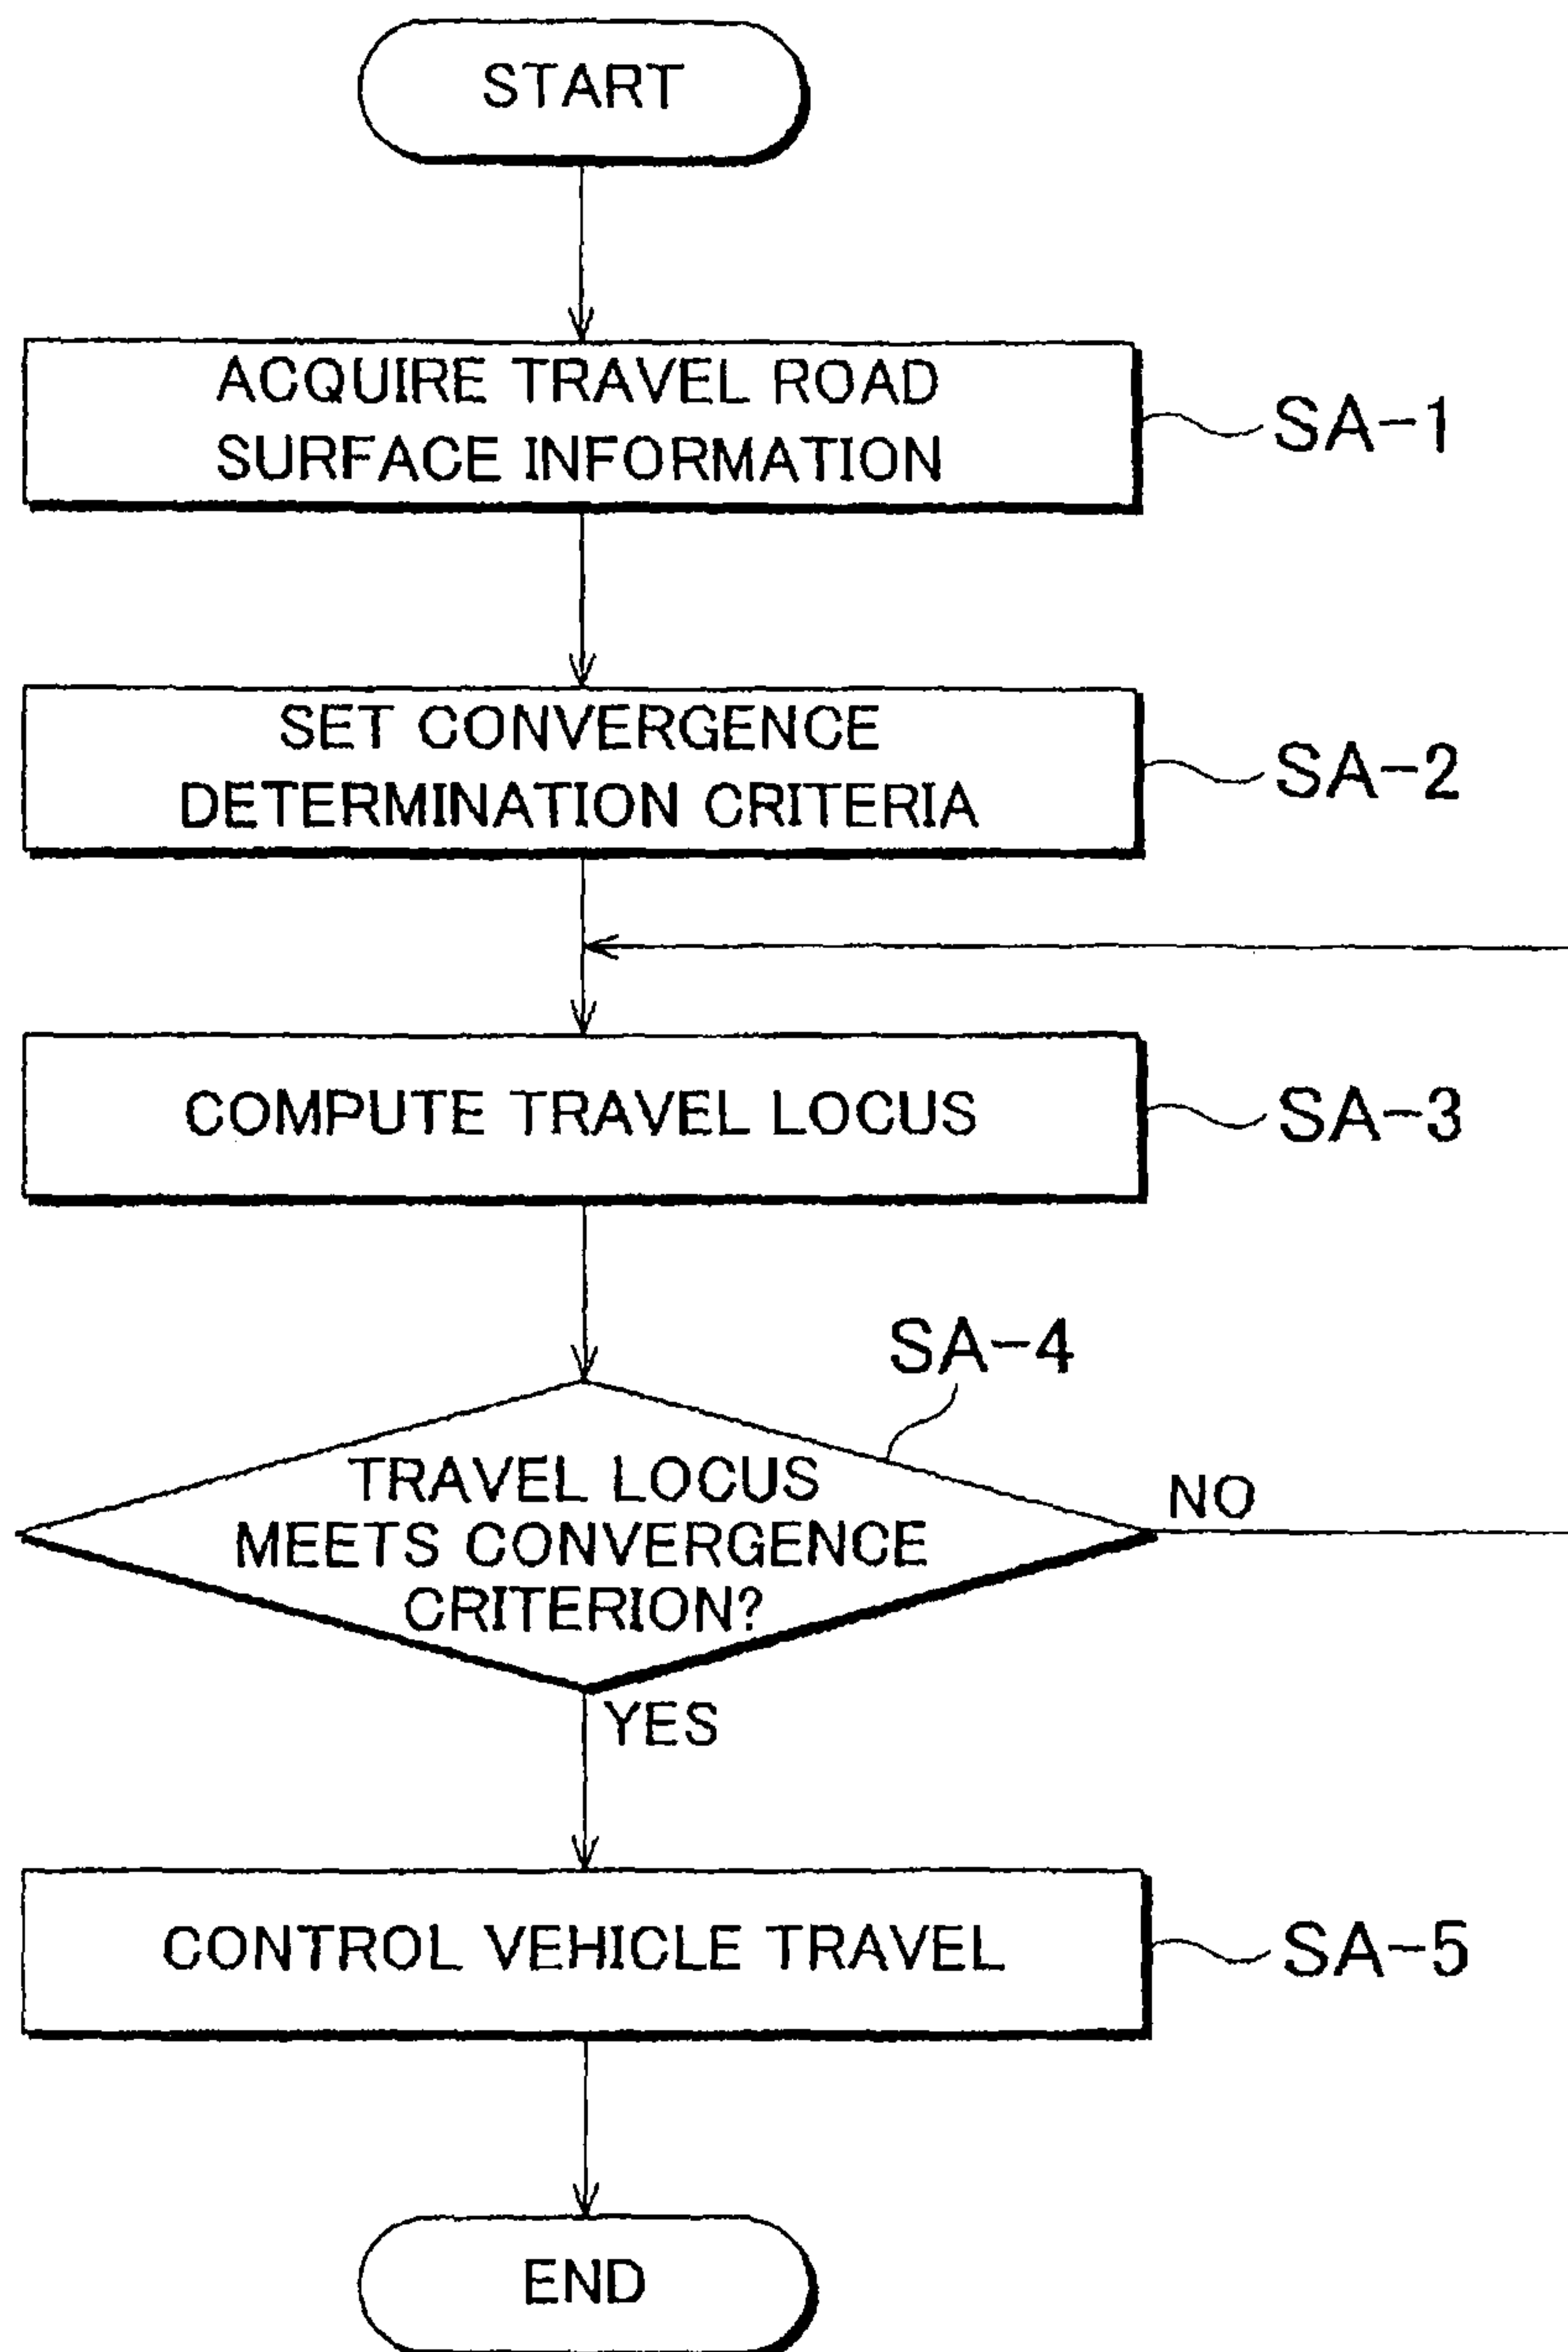 START
ACQUIRE TRAVEL ROAD
SURFACE INFORMATION
SA-1
SET CONVERGENCE
DETERMINATION CRITERIA
SA-2
COMPUTE TRAVEL LOCUS
SA-3
SA-4
TRAVEL LOCUS
MEETS CONVERGENCE
CRITERION?
NO
YES
CONTROL VEHICLE TRAVEL
SA-5
END